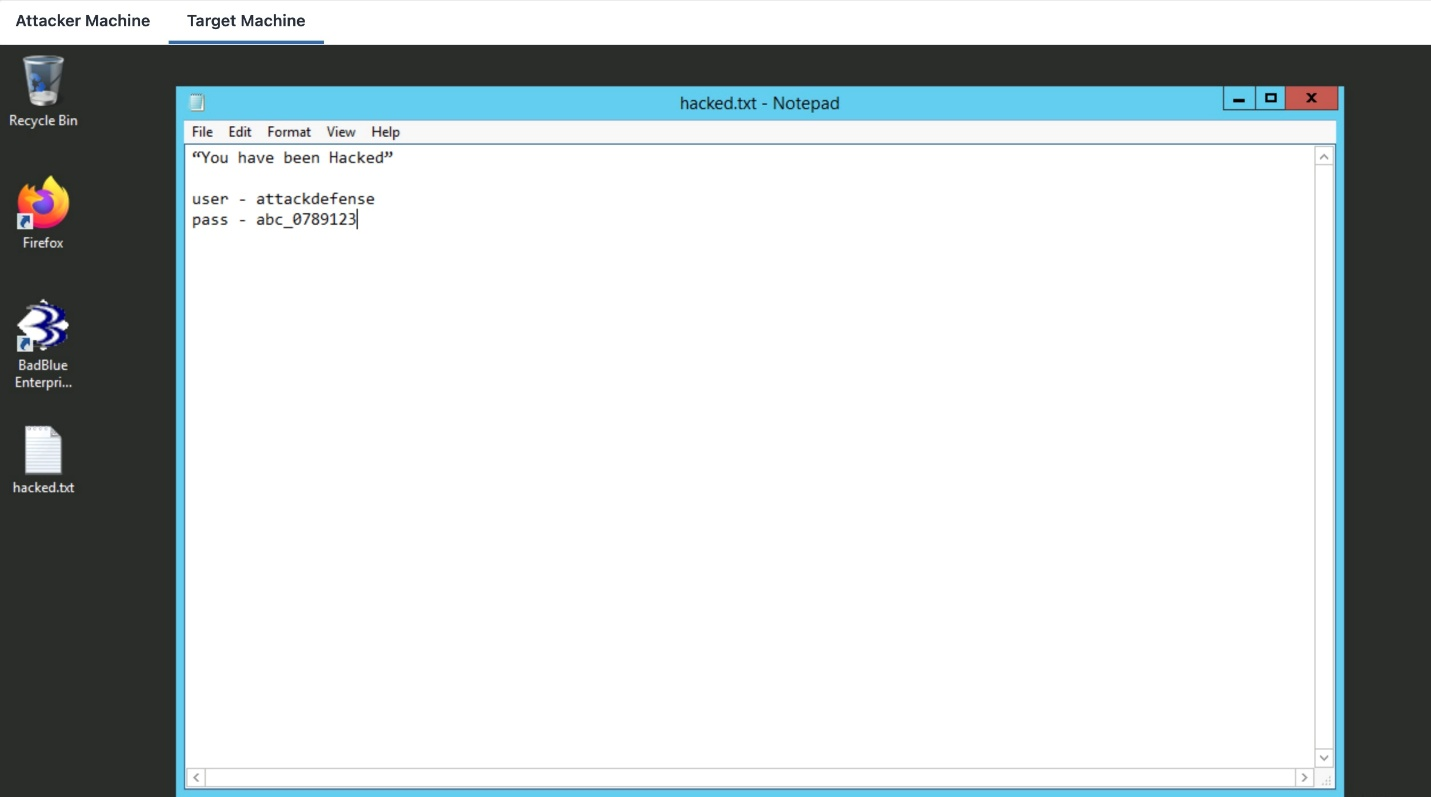 Attacker Machine Target Machine
Recycle Bin
Firefox
BadBlue
Enterpri...
hacked.txt
hacked.txt - Notepad
X
File Edit Format View Help
“You have been Hacked”
user - attackdefense
pass - abc_0789123